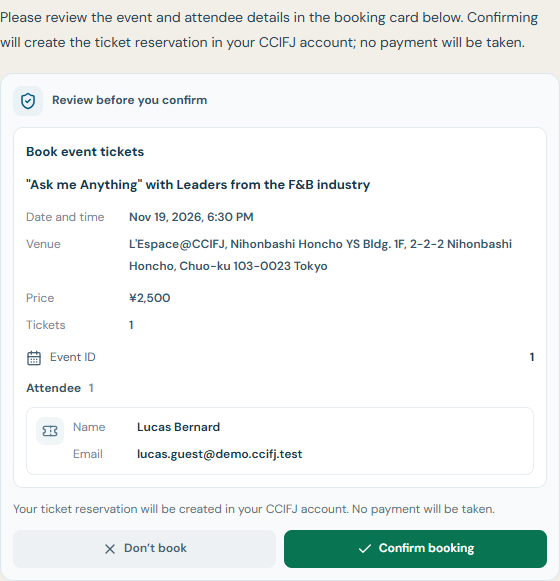 Please review the event and attendee details in the booking card below. Confirming
will create the ticket reservation in your CCIFJ account; no payment will be taken.
Review before you confirm
Book event tickets
"Ask me Anything" with Leaders from the F&B industry
Date and time Nov 19, 2026, 6:30 PM
Venue L'Espace@CCIFJ, Nihonbashi Honcho YS Bldg. 1F, 2-2-2 Nihonbashi
Honcho, Chuo-ku 103-0023 Tokyo
Price ¥2,500
Tickets 1
Event ID 1
Attendee 1
Name Lucas Bernard
Email lucas.guest@demo.ccifj.test
Your ticket reservation will be created in your CCIFJ account. No payment will be taken.
Don't book Confirm booking